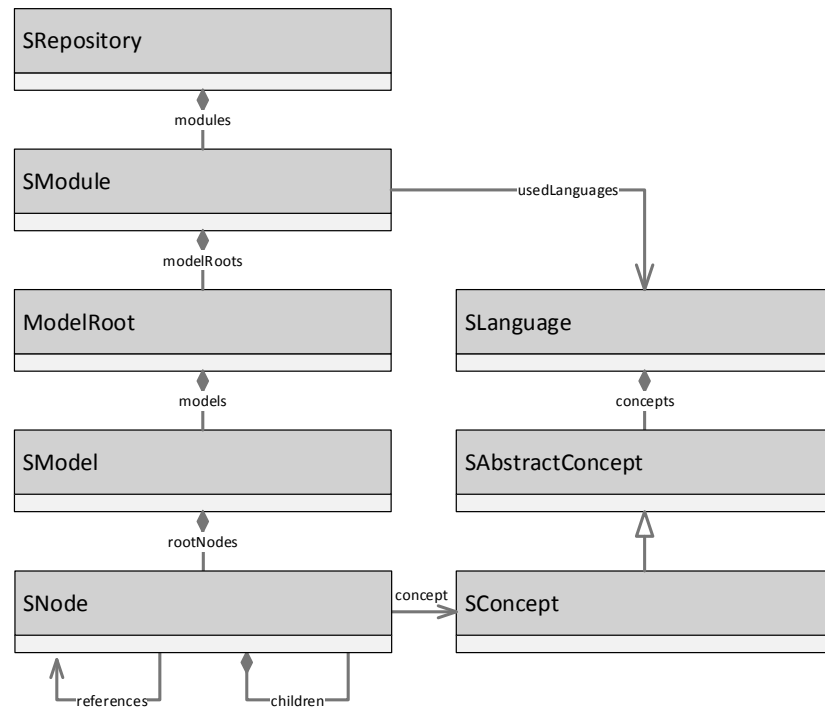 SRepository
modules
SModule
usedLanguages
modelRoots
ModelRoot
SLanguage
models
concepts
SModel
SAbstractConcept
rootNodes
SNode
concept
SConcept
references
children